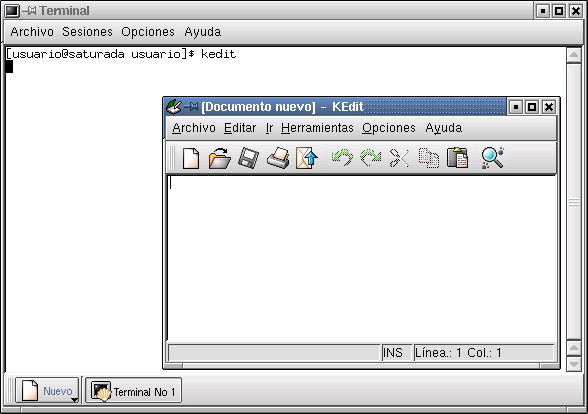 Terminal
Archivo Sesiones Opciones Ayuda
[usuario@saturada usuario]$ kedit
[Documento nuevo] - KEdit
Archivo Editar Ir Herramientas Opciones Ayuda
INS Línea.: 1 Col.: 1
Nuevo Terminal No 1